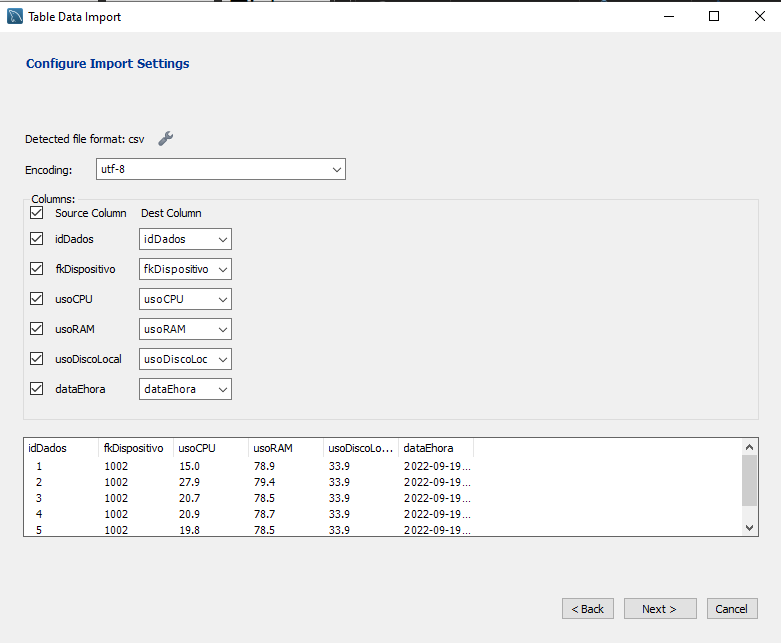 Table Data Import
Configure Import Settings
Detected file format: csv
Encoding: utf-8
Columns:
Source Column Dest Column
idDados idDados
fkDispositivo fkDispositivo
usoCPU usoCPU
usoRAM usoRAM
usoDiscoLocal usoDiscoLoc
dataEhora dataEhora
idDados fkDispositivo usoCPU usoRAM usoDiscoLo... dataEhora
1 1002 15.0 78.9 33.9 2022-09-19...
2 1002 27.9 79.4 33.9 2022-09-19...
3 1002 20.7 78.5 33.9 2022-09-19...
4 1002 20.9 78.7 33.9 2022-09-19...
5 1002 19.8 78.5 33.9 2022-09-19...
< Back Next > Cancel